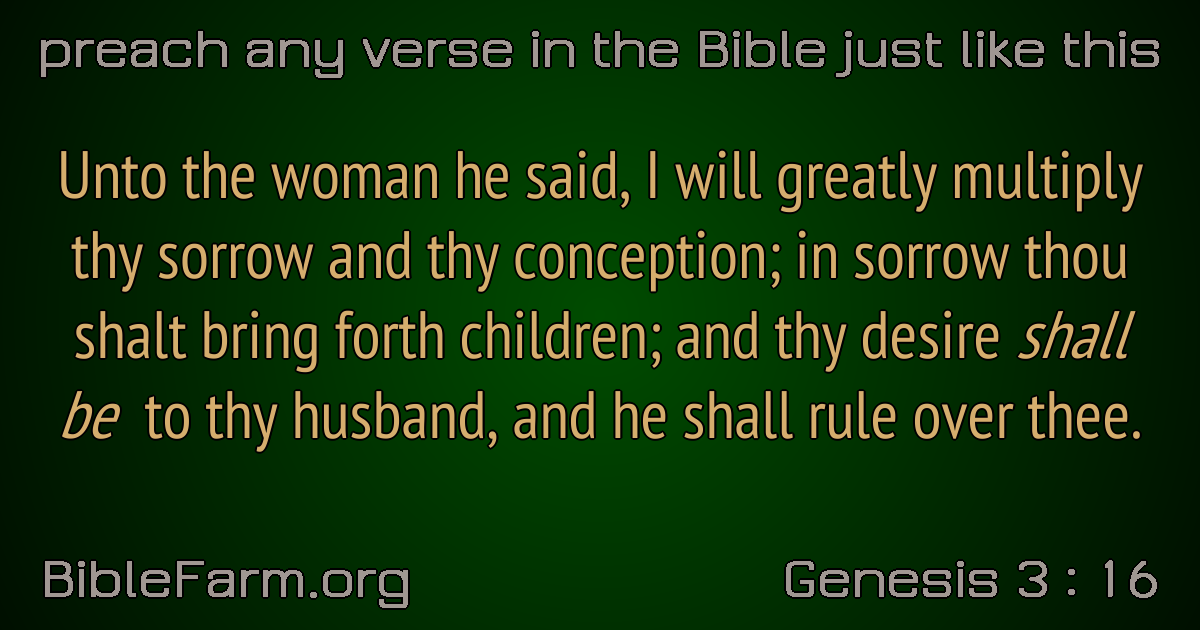 preach any verse in the Bible just like this
Unto the woman he said, I will greatly multiply
thy sorrow and thy conception; in sorrow thou
shalt bring forth children; and thy desire shall
be to thy husband, and he shall rule over thee.
BibleFarm.org
Genesis 3 : 16